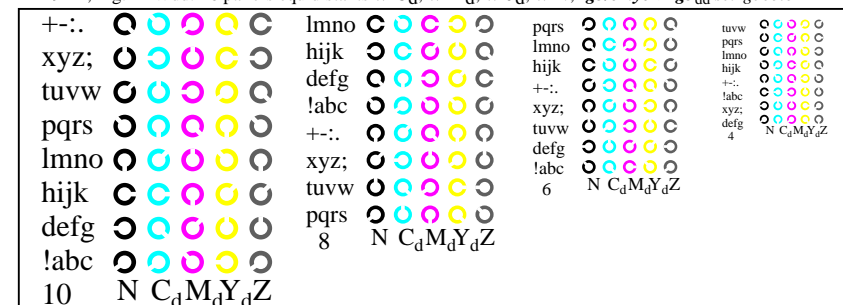 +-:.
xyz;
tuvw
pqrs
lmno
hijk
defg
!abc
10 N CdMdYdZ
lmno
hijk
defg
!abc
+-:.
xyz;
tuvw
pqrs
8 N CdMdYdZ
pqrs
lmno
hijk
+-:.
xyz;
tuvw
defg
!abc
6 N CdMdYdZ
tuvw
pqrs
lmno
hijk
+-:.
!abc
xyz;
defg
4 N CdMdYdZ